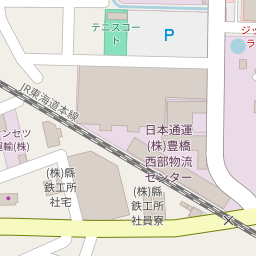 テニスコー
ト
P
ジッ
ラ
JR東海道本線
ンセツ
運輸(株)
日本通運
(株)豊橋
西部物流
センター
(株)縣
鉄工所
社宅
(株)縣
鉄工所
社員寮